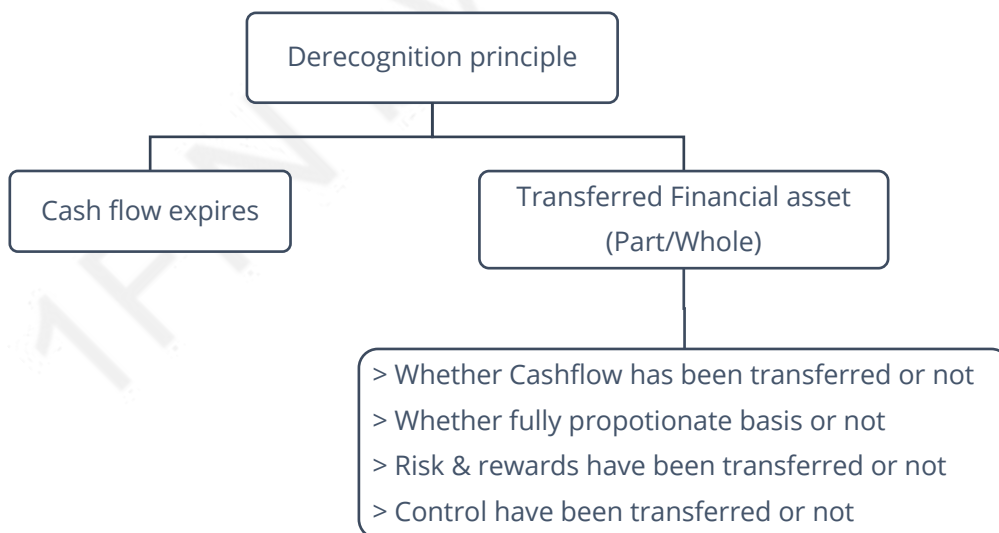 Derecognition principle
Cash flow expires
Transferred Financial asset
(Part/Whole)
> Whether Cashflow has been transferred or not
> Whether fully propotionate basis or not
> Risk & rewards have been transferred or not
> Control have been transferred or not